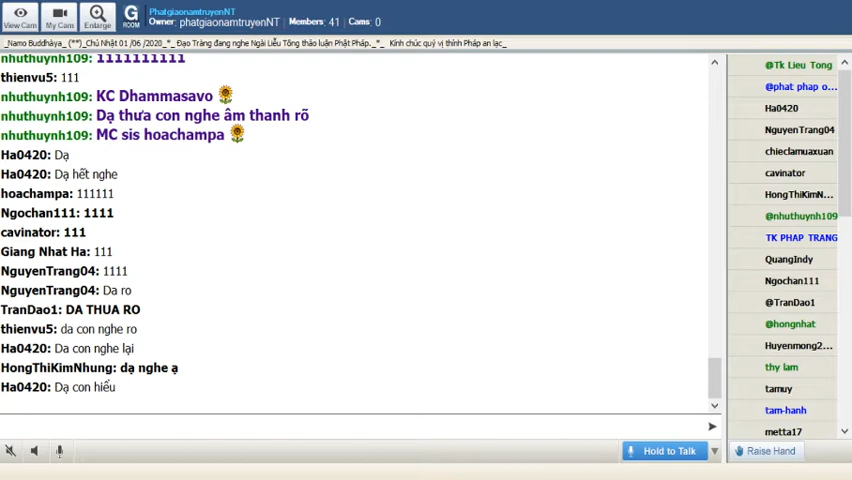 PhatgiaonamtruyenNT
Owner: phatgiaonamtruyenNT
Members: 41
Cams: 0
View Cam
My Cam
Enlarge
G ROOM
_Namo Buddhàya_ (**)_Chủ Nhật 01 /06 /2020_*_ Đạo Tràng đang nghe Ngài Liễu Tông thảo luận Phật Pháp._*_ Kính chúc quý vị thính Pháp an lạc_
nhuthuynh109: 1111111111
thienvu5: 111
nhuthuynh109: KC Dhammasavo
nhuthuynh109: Dạ thưa con nghe âm thanh rõ
nhuthuynh109: MC sis hoachampa
Ha0420: Dạ
Ha0420: Dạ hết nghe
hoachampa: 111111
Ngochan111: 1111
cavinator: 111
Giang Nhat Ha: 111
NguyenTrang04: 1111
NguyenTrang04: Da ro
TranDao1: DA THUA RO
thienvu5: da con nghe ro
Ha0420: Da con nghe lại
HongThiKimNhung: dạ nghe ạ
Ha0420: Dạ con hiểu
@Tk Lieu Tong
@phat phap o...
Ha0420
NguyenTrang04
chieclamuaxuan
cavinator
HongThiKimN...
@nhuthuynh109
TK PHAP TRANG
QuangIndy
Ngochan111
@TranDao1
@hongnhat
Huyenmong2...
thy lam
tamuy
tam-hanh
metta17
Hold to Talk
Raise Hand